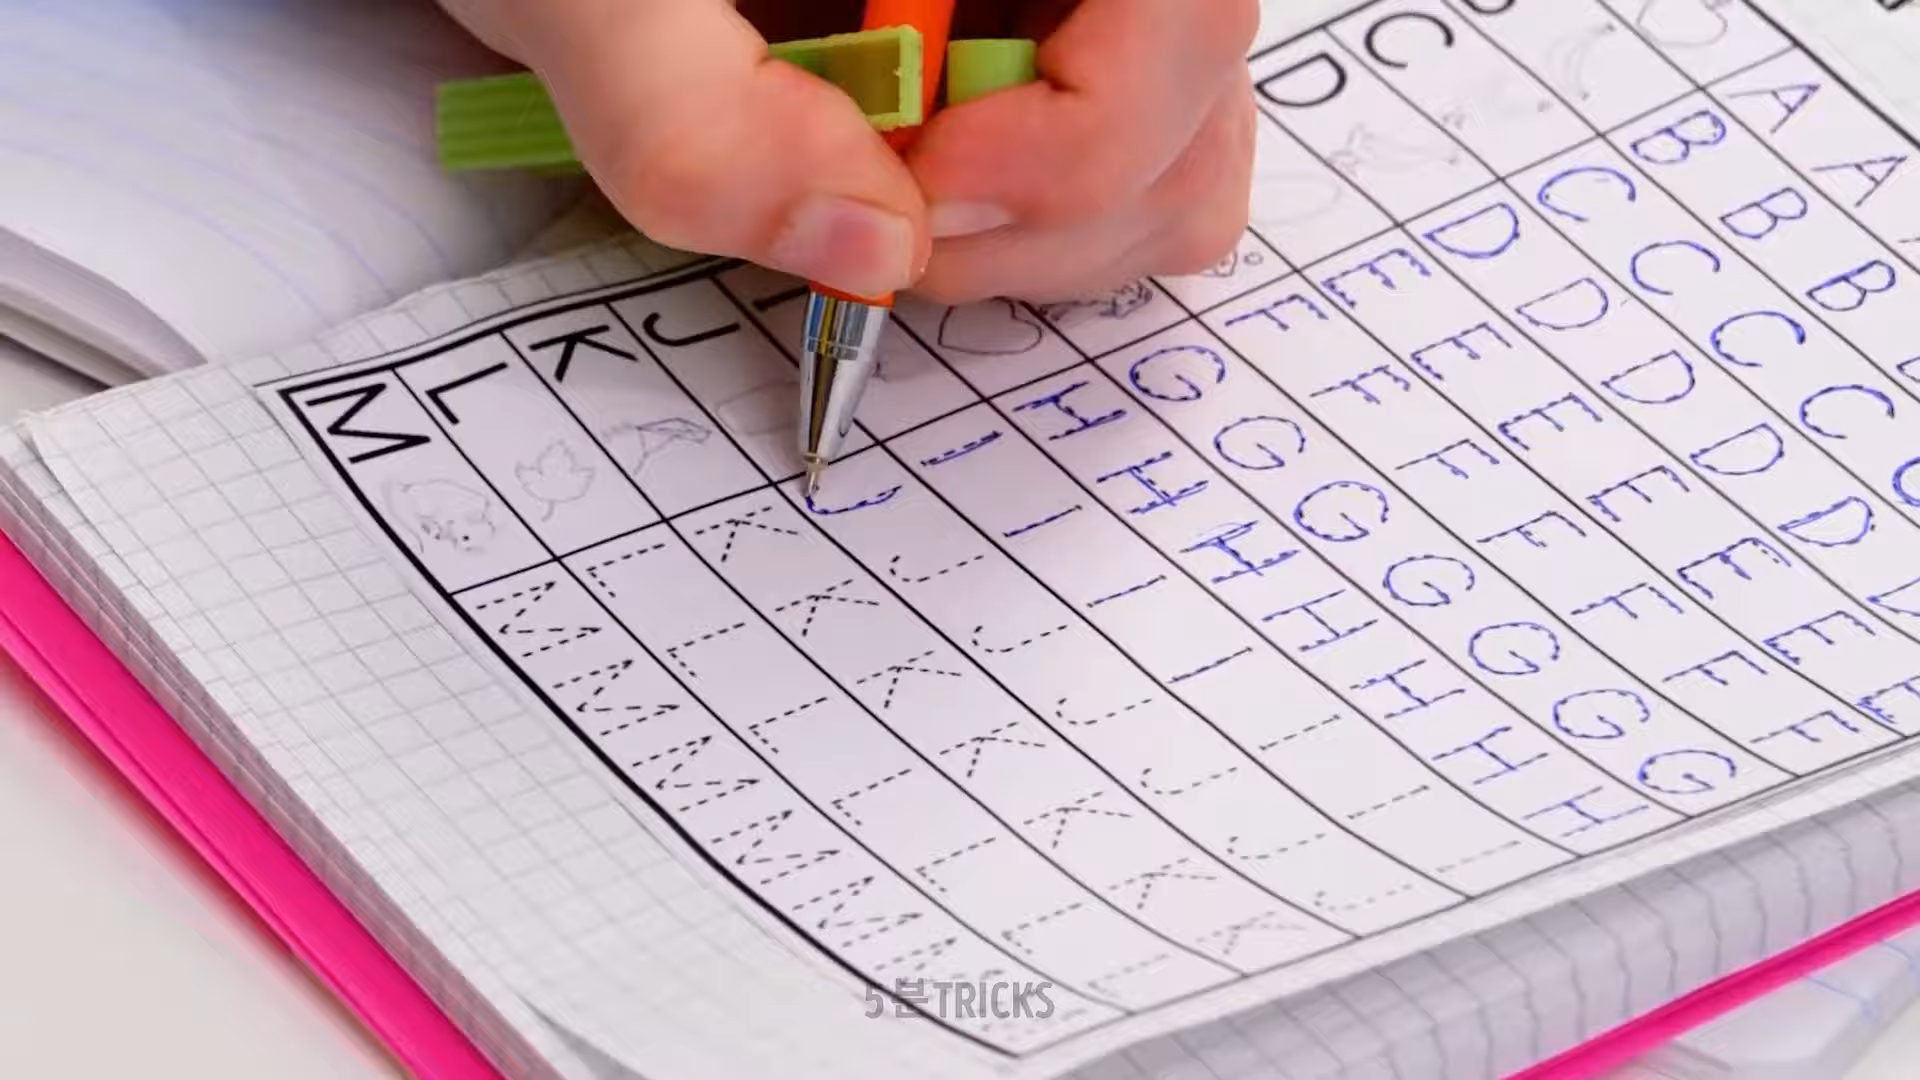 A A
B B B
C C C C C
D D D D D D
E E E E E E E
F F F F F F F
G G G G G G G
H H H H H H H
I I I I I I I
J J J J J J J J
K K K K K K K K
L L L L L L L L
M M M M M M M
5분TRICKS